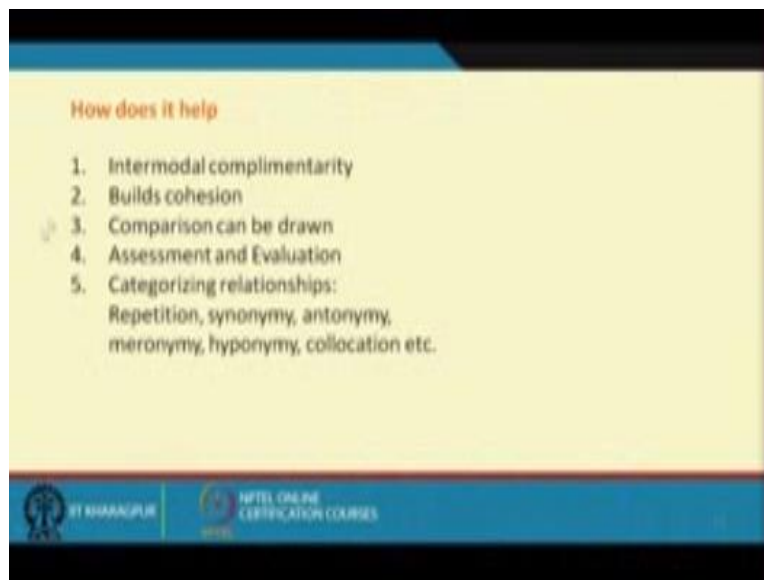 How does it help
1. Intermodal complimentarity
2. Builds cohesion
3. Comparison can be drawn
4. Assessment and Evaluation
5. Categorizing relationships:
Repetition, synonymy, antonymy,
meronymy, hyponymy, collocation etc.
IIT KHARAGPUR
NPTEL ONLINE
CERTIFICATION COURSES
NPTEL